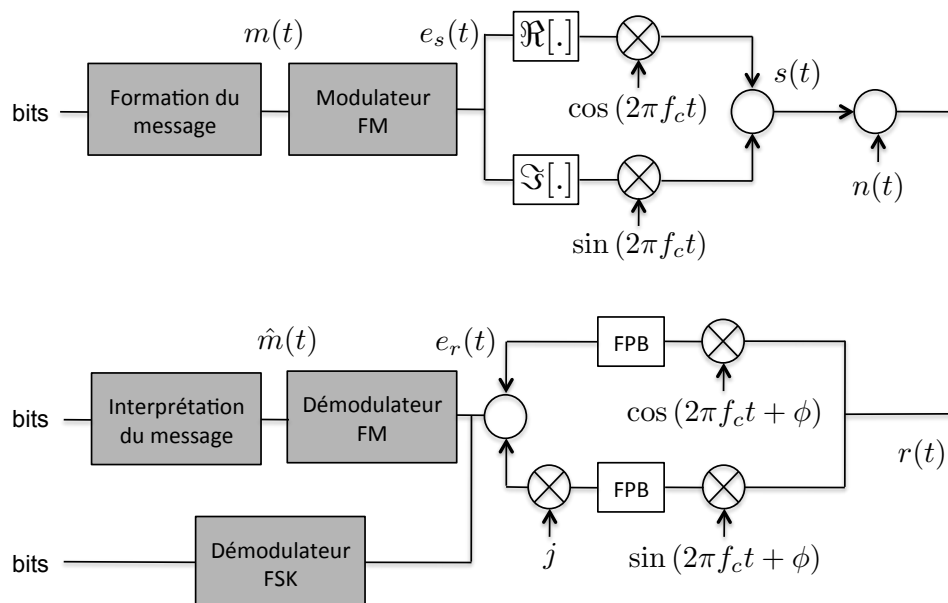 m(t)
e_s(t)
ℜ[.]
bits
Formation du
message
Modulateur
FM
cos (2πf_c t)
s(t)
ℑ[.]
n(t)
sin (2πf_c t)
m̂(t)
e_r(t)
FPB
bits
Interprétation
du message
Démodulateur
FM
cos (2πf_c t + ϕ)
r(t)
FPB
bits
Démodulateur
FSK
j
sin (2πf_c t + ϕ)